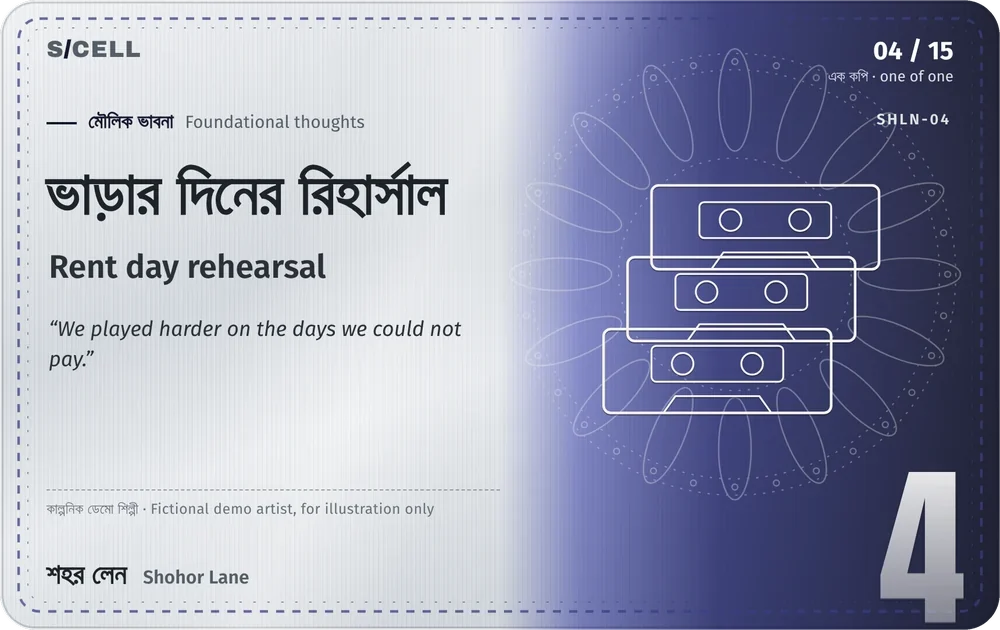 S/CELL
04 / 15
এক কপি · one of one
SHLN-04
মৌলিক ভাবনা Foundational thoughts
ভাড়ার দিনের রিহার্সাল
Rent day rehearsal
“We played harder on the days we could not
pay.”
কাল্পনিক ডেমো শিল্পী · Fictional demo artist, for illustration only
শহর লেন Shohor Lane
4